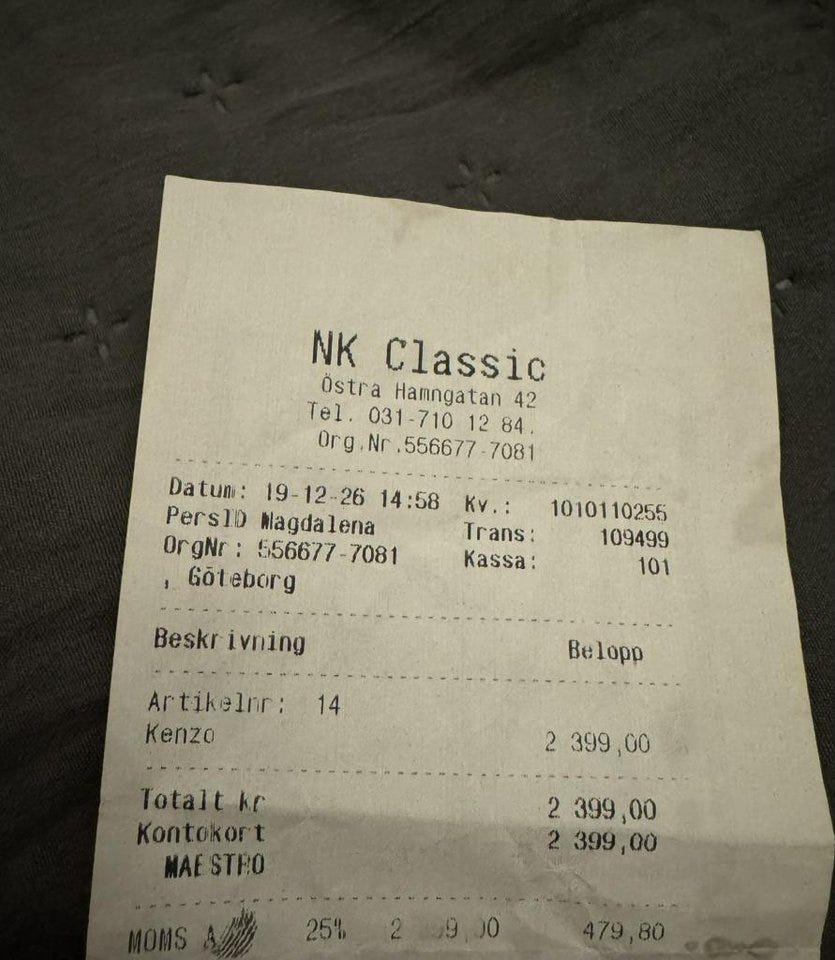 NK Classic
Östra Hamngatan 42
Tel. 031-710 12 84.
Org.Nr.556677-7081
Datum: 19-12-26 14:58 Kv.: 1010110255
PersID Magdalena Trans: 109499
OrgNr: 556677-7081 Kassa: 101
, Göteborg
Beskrivning Belopp
Artikelnr: 14
Kenzo 2 399,00
Totalt kr 2 399,00
Kontokort 2 399,00
MAESTRO
MOMS A 25% 479,80